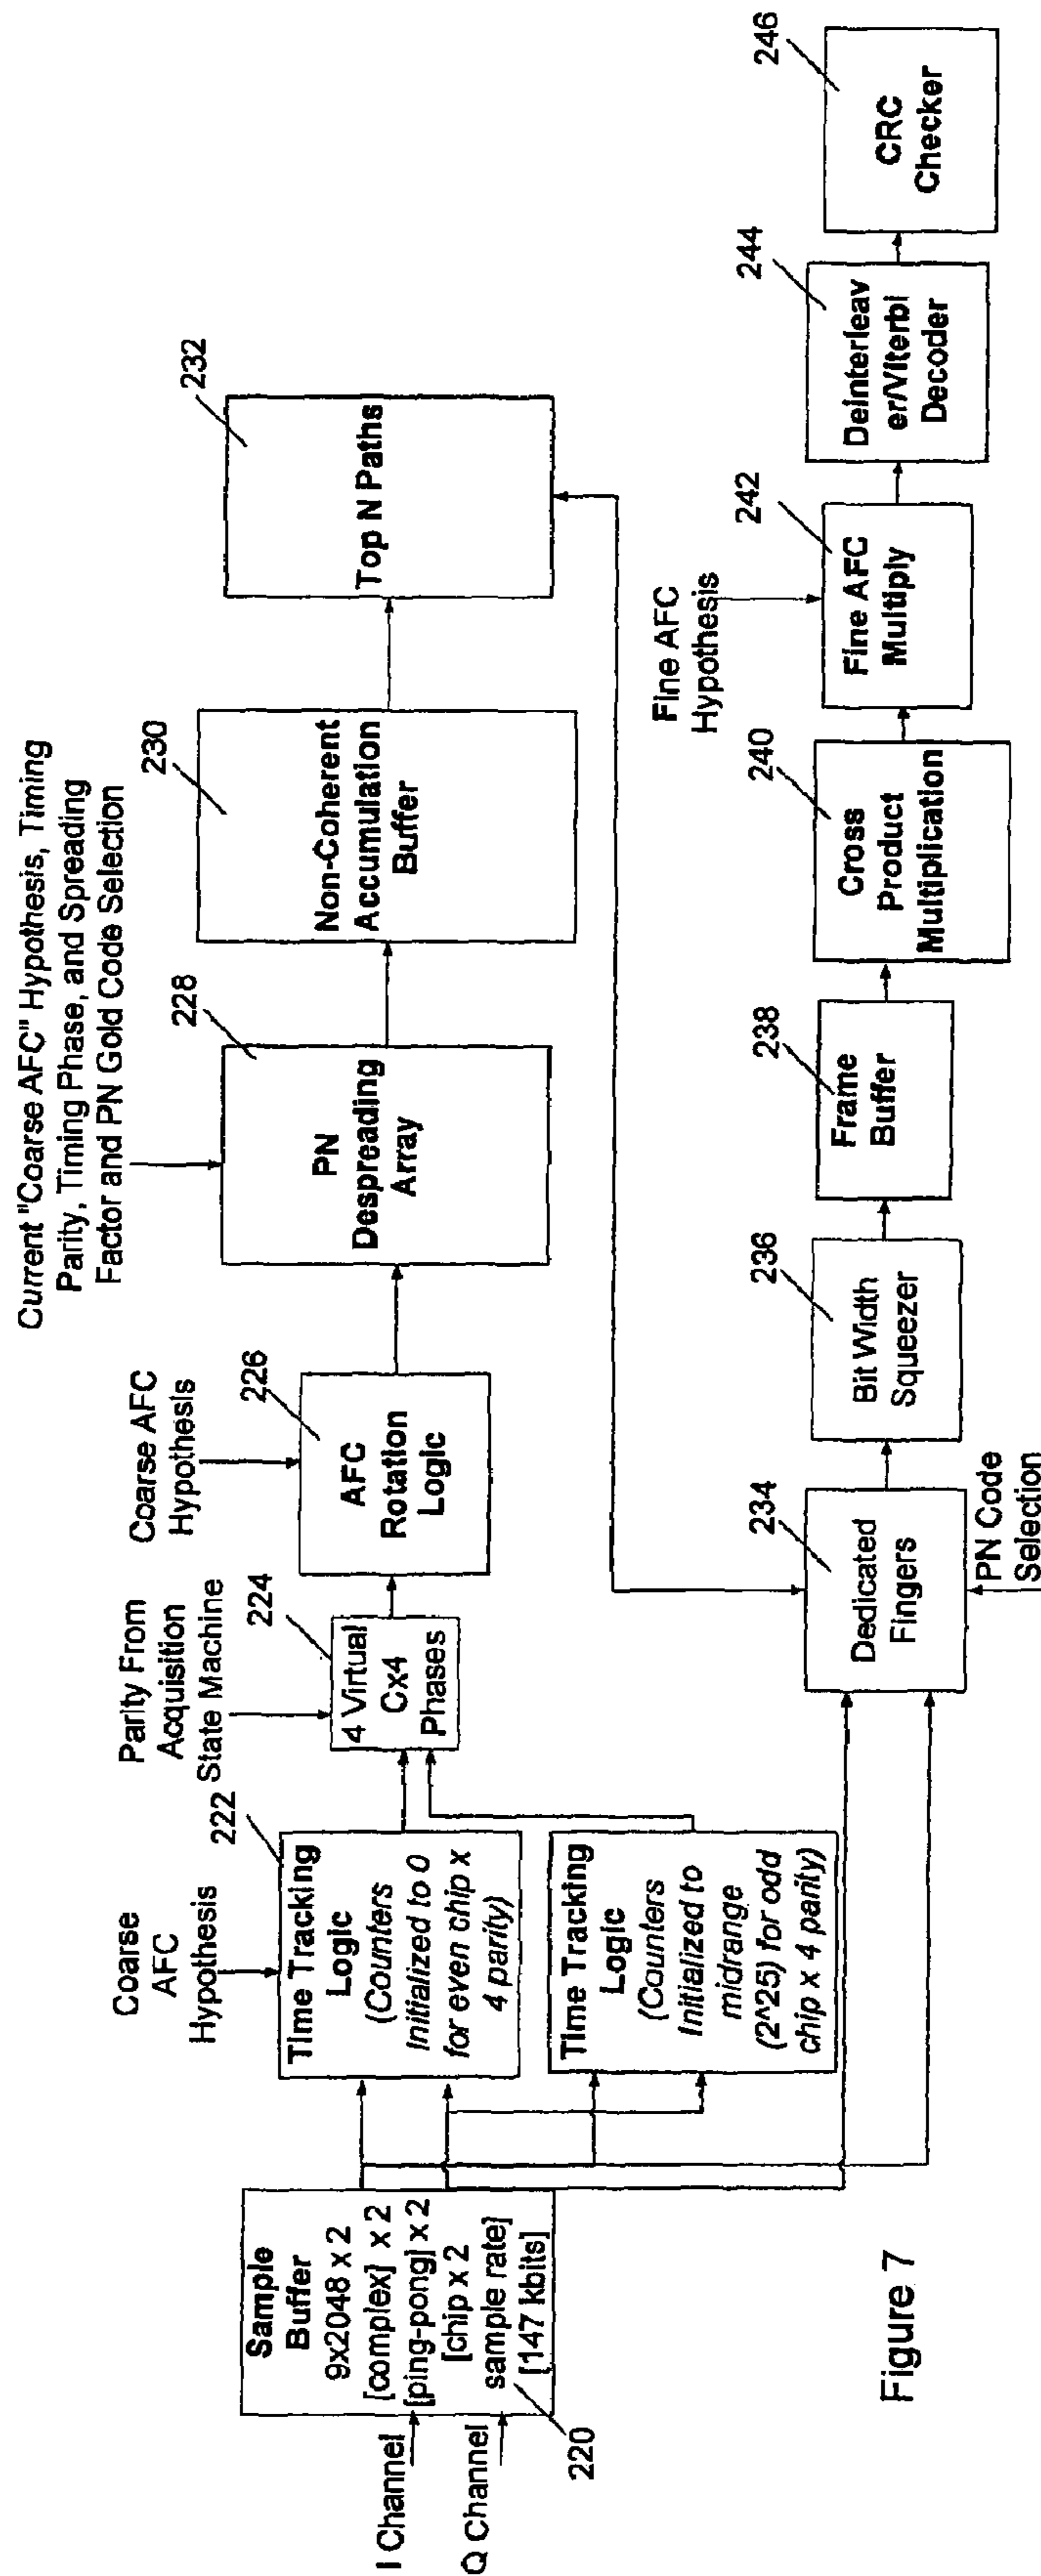 I Channel
Q Channel
Sample
Buffer
9x2048 x 2
[complex] x 2
[ping-pong] x 2
[chip x 2
sample rate]
[147 kbits]
220
Coarse
AFC
Hypothesis
222
Time Tracking
Logic
(Counters
Initialized to 0
for even chip x
4 parity)
Time Tracking
Logic
(Counters
Initialized to
midrange
(2^25) for odd
chip x 4 parity)
Parity From
Acquisition
State Machine
224
4 Virtual
Cx4
Phases
Coarse AFC
Hypothesis
226
AFC
Rotation
Logic
Current "Coarse AFC" Hypothesis, Timing
Parity, Timing Phase, and Spreading
Factor and PN Gold Code Selection
228
PN
Despreading
Array
230
Non-Coherent
Accumulation
Buffer
232
Top N Paths
234
Dedicated
Fingers
PN Code
Selection
236
Bit Width
Squeezer
238
Frame
Buffer
240
Cross
Product
Multiplication
Fine AFC
Hypothesis
242
Fine AFC
Multiply
244
Deinterleav
er/Viterbi
Decoder
246
CRC
Checker
Figure 7